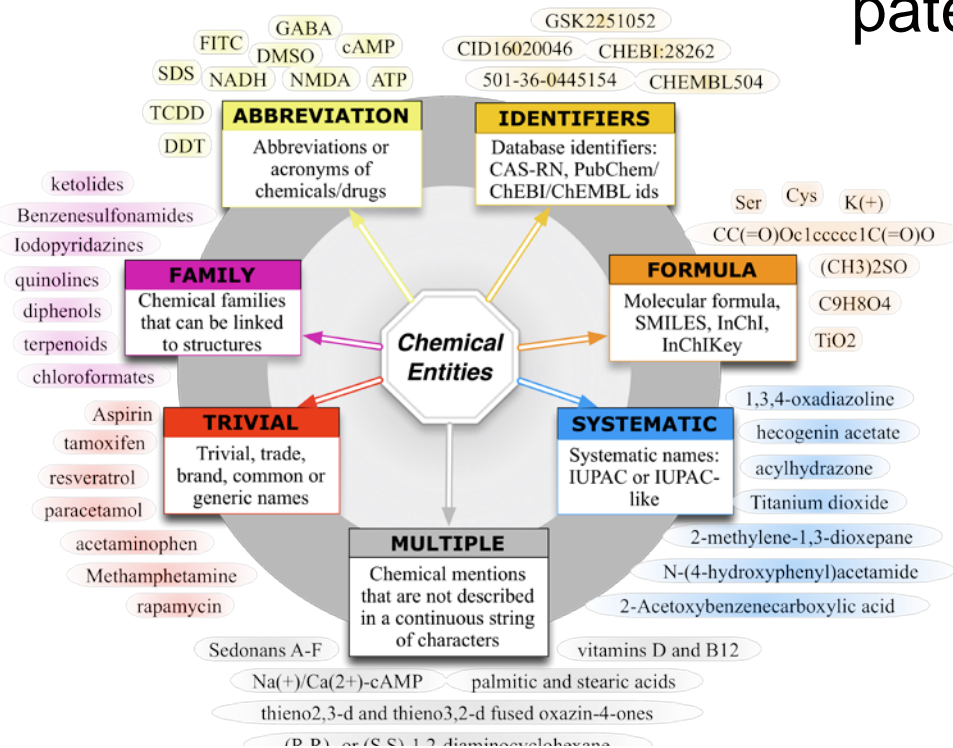 pate
GABA
FITC
DMSO
cAMP
SDS
NADH
NMDA
ATP
TCDD
DDT
GSK2251052
CID16020046
CHEBI:28262
501-36-0445154
CHEMBL504
ABBREVIATION
Abbreviations or
acronyms of
chemicals/drugs
IDENTIFIERS
Database identifiers:
CAS-RN, PubChem/
ChEBI/ChEMBL ids
ketolides
Benzenesulfonamides
Iodopyridazines
quinolines
diphenols
terpenoids
chloroformates
FAMILY
Chemical families
that can be linked
to structures
Ser
Cys
K(+)
CC(=O)Oc1ccccc1C(=O)O
(CH3)2SO
C9H8O4
TiO2
FORMULA
Molecular formula,
SMILES, InChI,
InChIKey
Chemical
Entities
Aspirin
tamoxifen
resveratrol
paracetamol
acetaminophen
Methamphetamine
rapamycin
TRIVIAL
Trivial, trade,
brand, common or
generic names
SYSTEMATIC
Systematic names:
IUPAC or IUPAC-
like
1,3,4-oxadiazoline
hecogenin acetate
acylhydrazone
Titanium dioxide
2-methylene-1,3-dioxepane
N-(4-hydroxyphenyl)acetamide
2-Acetoxybenzenecarboxylic acid
MULTIPLE
Chemical mentions
that are not described
in a continuous string
of characters
Sedonans A-F
vitamins D and B12
Na(+)/Ca(2+)-cAMP
palmitic and stearic acids
thieno2,3-d and thieno3,2-d fused oxazin-4-ones
(R,R)- or (S,S)-1,2-diaminocyclohexane